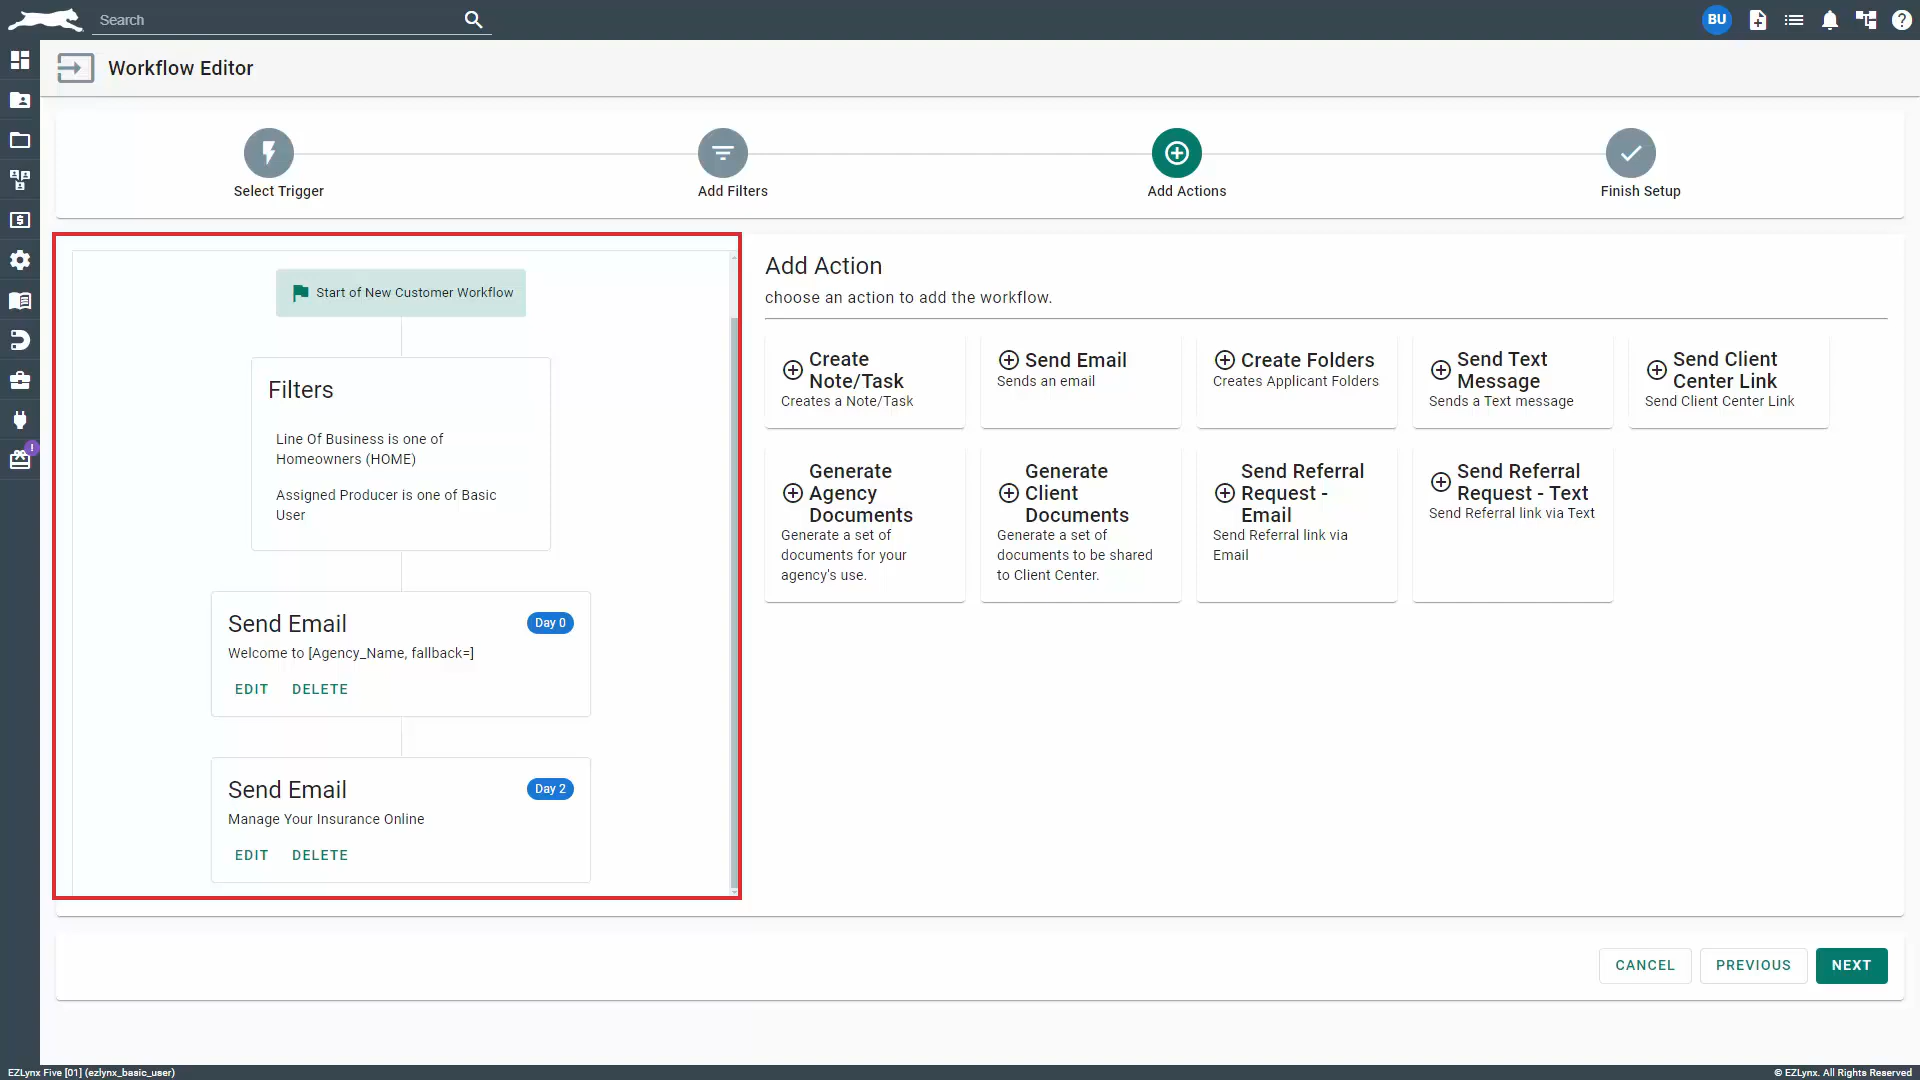 Search
BU
Workflow Editor
Select Trigger
Add Filters
Add Actions
Finish Setup
Start of New Customer Workflow
Filters
Line Of Business is one of
Homeowners (HOME)
Assigned Producer is one of Basic
User
Send Email
Day 0
Welcome to [Agency_Name, fallback=]
EDIT DELETE
Send Email
Day 2
Manage Your Insurance Online
EDIT DELETE
Add Action
choose an action to add the workflow.
Create
Note/Task
Creates a Note/Task
Send Email
Sends an email
Create Folders
Creates Applicant Folders
Send Text
Message
Sends a Text message
Send Client
Center Link
Send Client Center Link
Generate
Agency
Documents
Generate a set of
documents for your
agency's use.
Generate
Client
Documents
Generate a set of
documents to be shared
to Client Center.
Send Referral
Request -
Email
Send Referral link via
Email
Send Referral
Request - Text
Send Referral link via Text
CANCEL
PREVIOUS
NEXT
EZLynx Five [01] (ezlynx_basic_user)
© EZLynx. All Rights Reserved